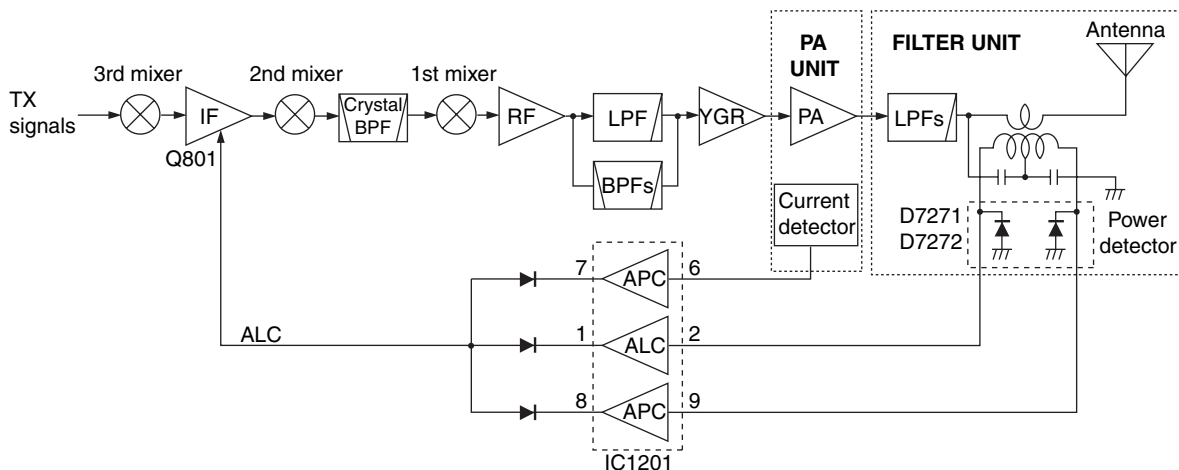 PA
UNIT
FILTER UNIT
Antenna
3rd mixer
2nd mixer
1st mixer
TX
signals
IF
Crystal
BPF
RF
LPF
YGR
PA
LPFs
Q801
BPFs
Current
detector
D7271
D7272
Power
detector
7
APC
6
ALC
1
ALC
2
8
APC
9
IC1201